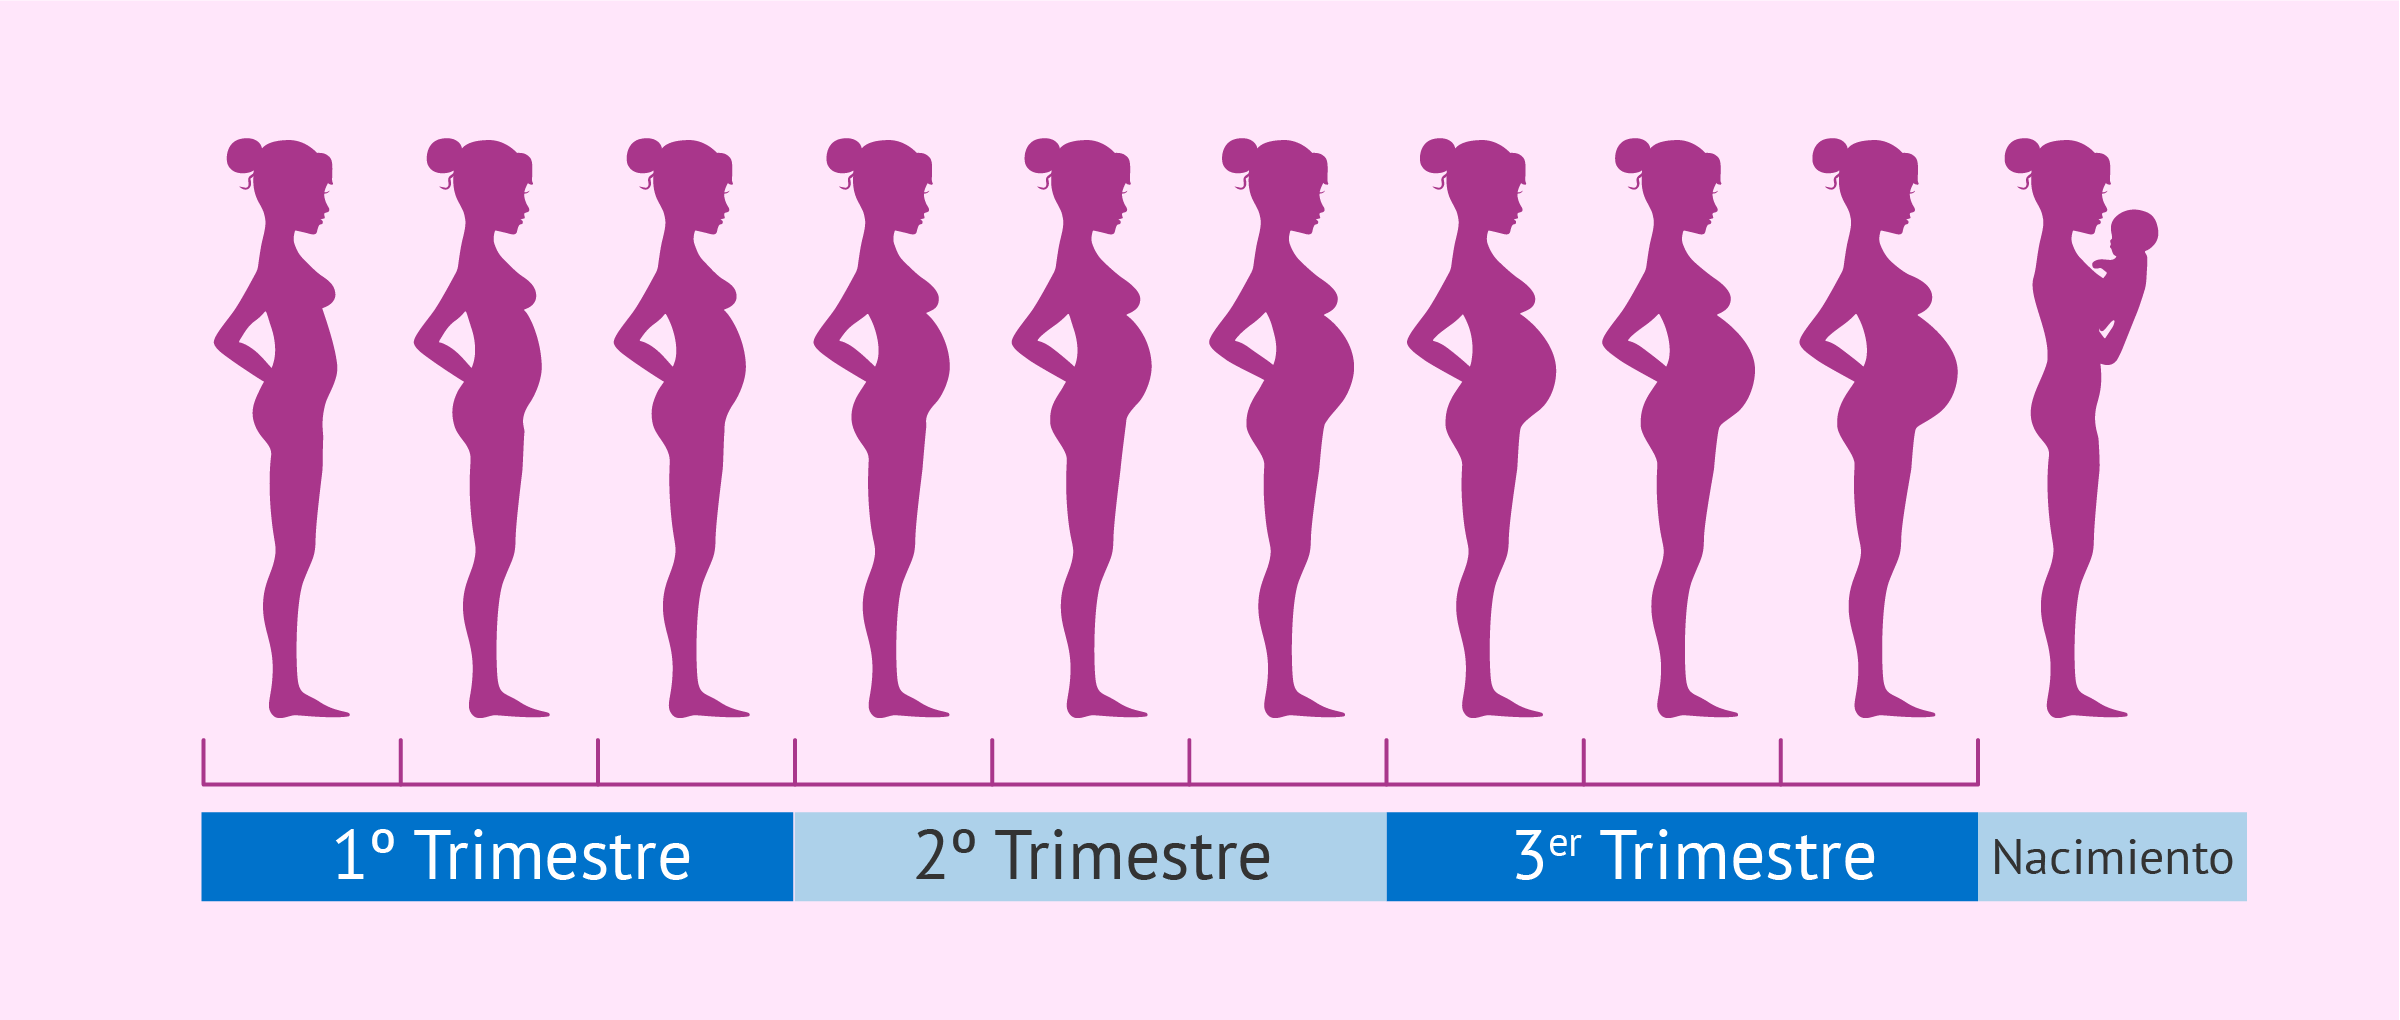 1º Trimestre
2º Trimestre
3er Trimestre
Nacimiento